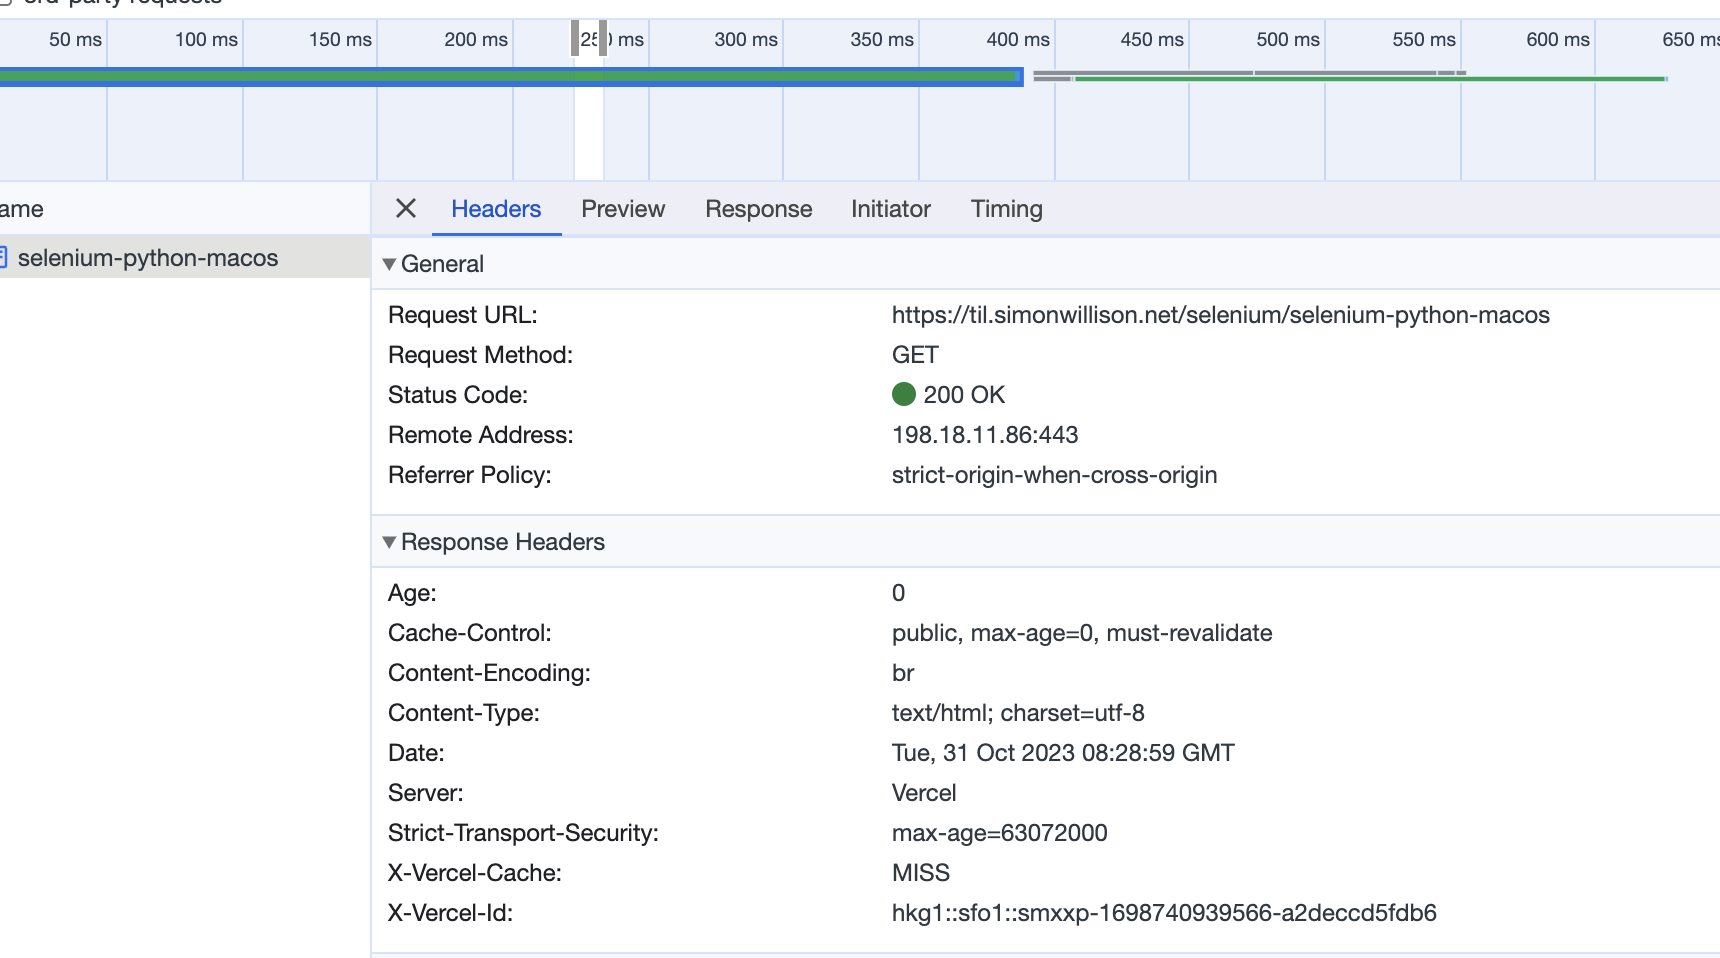 3rd-party requests
50 ms 100 ms 150 ms 200 ms 250 ms 300 ms 350 ms 400 ms 450 ms 500 ms 550 ms 600 ms 650 ms
ame
Headers Preview Response Initiator Timing
selenium-python-macos
General
Request URL: https://til.simonwillison.net/selenium/selenium-python-macos
Request Method: GET
Status Code: 200 OK
Remote Address: 198.18.11.86:443
Referrer Policy: strict-origin-when-cross-origin
Response Headers
Age: 0
Cache-Control: public, max-age=0, must-revalidate
Content-Encoding: br
Content-Type: text/html; charset=utf-8
Date: Tue, 31 Oct 2023 08:28:59 GMT
Server: Vercel
Strict-Transport-Security: max-age=63072000
X-Vercel-Cache: MISS
X-Vercel-Id: hkg1::sfo1::smxxp-1698740939566-a2deccd5fdb6